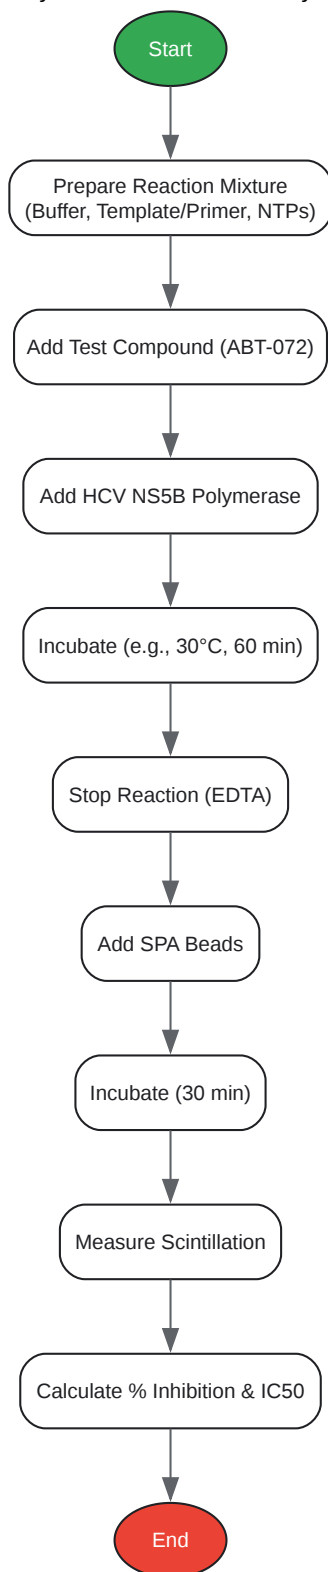 Start
Prepare Reaction Mixture
(Buffer, Template/Primer, NTPs)
Add Test Compound (ABT-072)
Add HCV NS5B Polymerase
Incubate (e.g., 30°C, 60 min)
Stop Reaction (EDTA)
Add SPA Beads
Incubate (30 min)
Measure Scintillation
Calculate % Inhibition & IC50
End